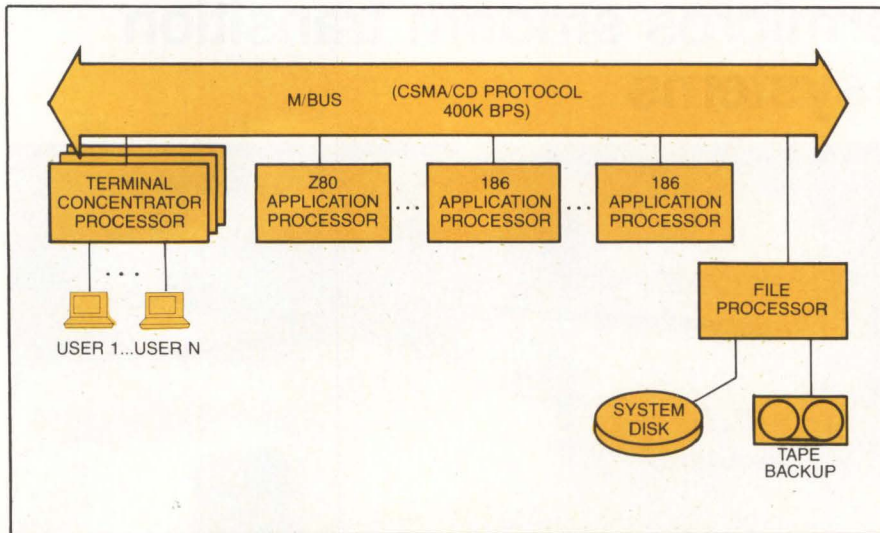 M/BUS (CSMA/CD PROTOCOL
400K BPS)
TERMINAL
CONCENTRATOR
PROCESSOR
Z80
APPLICATION
PROCESSOR
...
186
APPLICATION
PROCESSOR
...
186
APPLICATION
PROCESSOR
...
USER 1...USER N
FILE
PROCESSOR
SYSTEM
DISK
TAPE
BACKUP